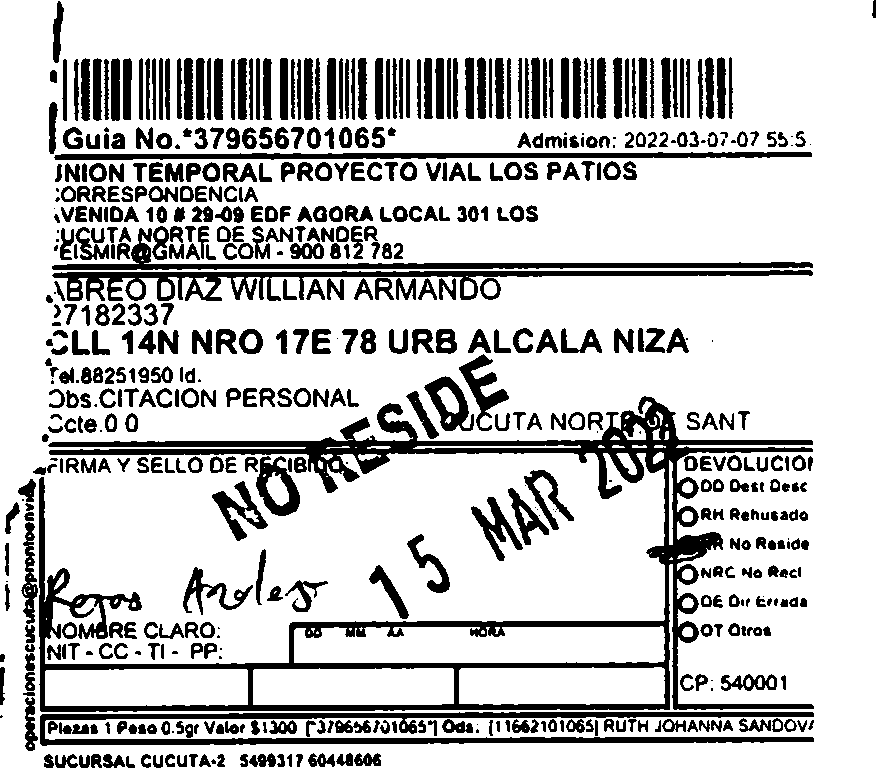 Guia No.*379656701065* Admision: 2022-03-07-07 55:5
UNION TEMPORAL PROYECTO VIAL LOS PATIOS
CORRESPONDENCIA
AVENIDA 10 # 29-09 EDF AGORA LOCAL 301 LOS
CUCUTA NORTE DE SANTANDER
EISMIR@GMAIL COM - 900 812 782
ABREO DIAZ WILLIAN ARMANDO
27182337
CLL 14N NRO 17E 78 URB ALCALA NIZA
Tel.88251950 Id.
Obs.CITACION PERSONAL
Ccte.0 0 CUCUTA NORTE DE SANT
NO RESIDE
15 MAR 2022
FIRMA Y SELLO DE RECIBIDO:
DEVOLUCION
DD Dest Desc
RH Rehusado
NR No Reside
NRC No Recl
DE Dir Errada
OT Otros
CP: 540001
Rojas
NOMBRE CLARO:
NIT - CC - TI - PP:
DD MM AA HORA
operacionescucuta@prontoenvio
Piezas 1 Peso 0.5gr Valor $1300 [*379656701065*] Ods: [11662101065] RUTH JOHANNA SANDOVA
SUCURSAL CUCUTA-2 5499317 60448606